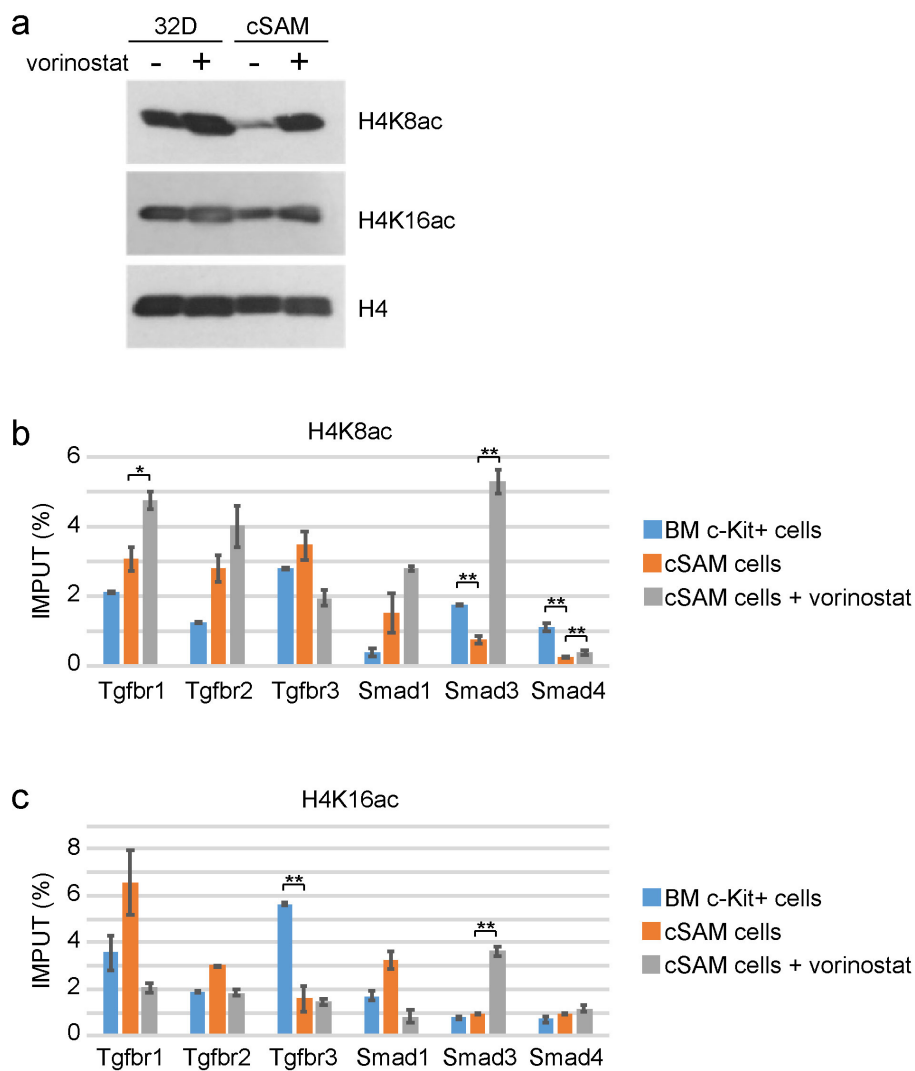 a
32D cSAM
vorinostat - + - +
H4K8ac
H4K16ac
H4
b
H4K8ac
IMPUT (%)
6
4
2
0
* ** ** ** **
Tgfbr1 Tgfbr2 Tgfbr3 Smad1 Smad3 Smad4
BM c-Kit+ cells
cSAM cells
cSAM cells + vorinostat
c
H4K16ac
IMPUT (%)
8
6
4
2
0
** **
Tgfbr1 Tgfbr2 Tgfbr3 Smad1 Smad3 Smad4
BM c-Kit+ cells
cSAM cells
cSAM cells + vorinostat